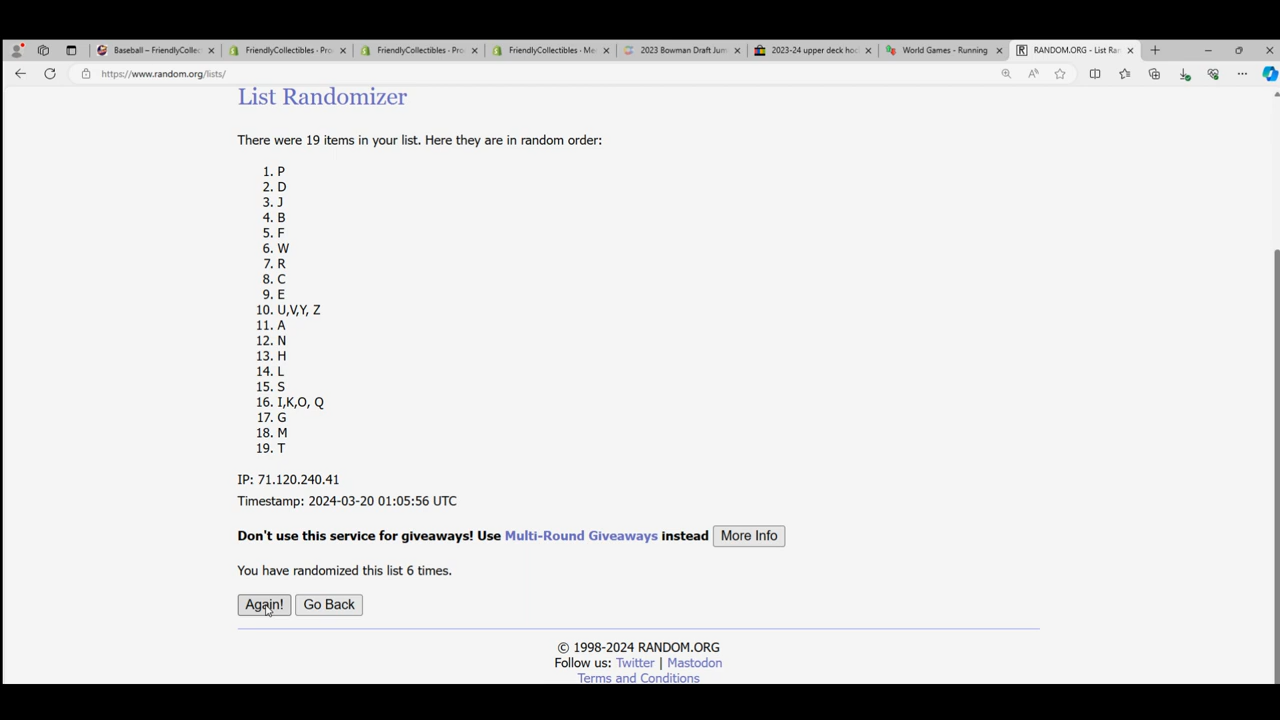 Baseball – FriendlyCollec
FriendlyCollectibles · Pro
FriendlyCollectibles · Proc
FriendlyCollectibles · Me
2023 Bowman Draft Jum
2023-24 upper deck hoc
World Games - Running
RANDOM.ORG - List Ran
https://www.random.org/lists/
List Randomizer
There were 19 items in your list. Here they are in random order:
1. P
2. D
3. J
4. B
5. F
6. W
7. R
8. C
9. E
10. U,V,Y, Z
11. A
12. N
13. H
14. L
15. S
16. I,K,O, Q
17. G
18. M
19. T
IP: 71.120.240.41
Timestamp: 2024-03-20 01:05:56 UTC
Don't use this service for giveaways! Use Multi-Round Giveaways instead More Info
You have randomized this list 6 times.
Again! Go Back
© 1998-2024 RANDOM.ORG
Follow us: Twitter | Mastodon
Terms and Conditions